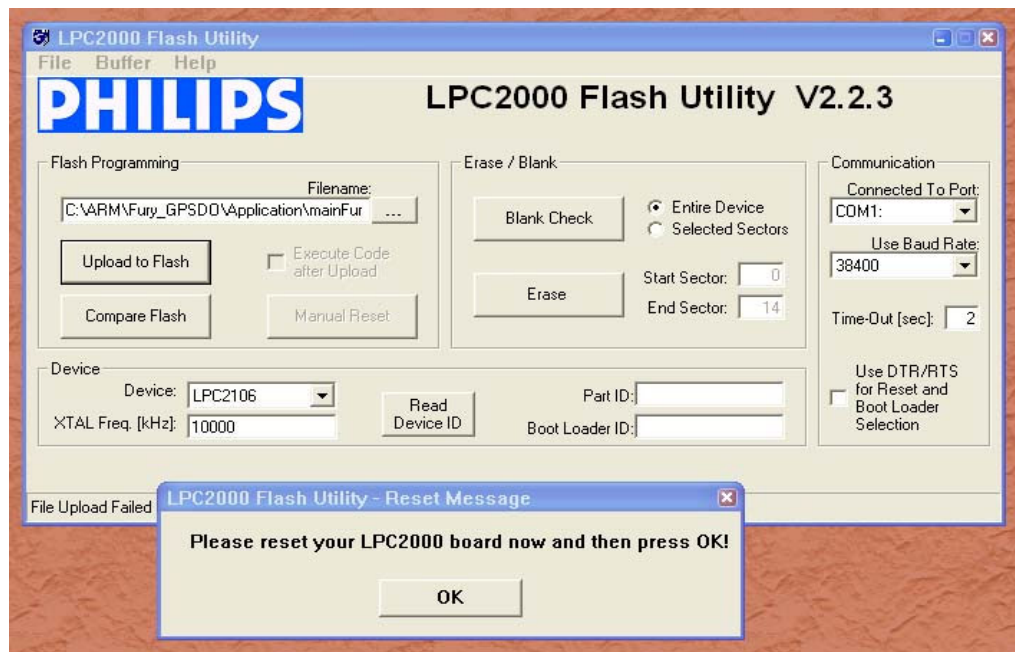 LPC2000 Flash Utility
File Buffer Help
PHILIPS
LPC2000 Flash Utility V2.2.3
Flash Programming
Filename:
C:\ARM\Fury_GPSDO\Application\mainFur
...
Upload to Flash
Execute Code
after Upload
Compare Flash
Manual Reset
Erase / Blank
Blank Check
Entire Device
Selected Sectors
Erase
Start Sector: 0
End Sector: 14
Communication
Connected To Port:
COM1:
Use Baud Rate:
38400
Time-Out [sec]: 2
Use DTR/RTS
for Reset and
Boot Loader
Selection
Device
Device: LPC2106
XTAL Freq. [kHz]: 10000
Read
Device ID
Part ID:
Boot Loader ID:
File Upload Failed
LPC2000 Flash Utility - Reset Message
Please reset your LPC2000 board now and then press OK!
OK